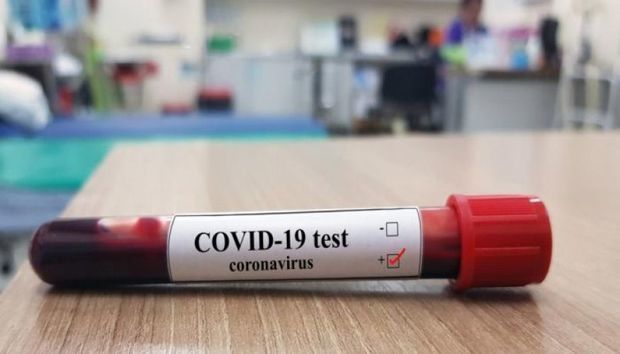 COVID-19 test
coronavirus
-☐
+☑